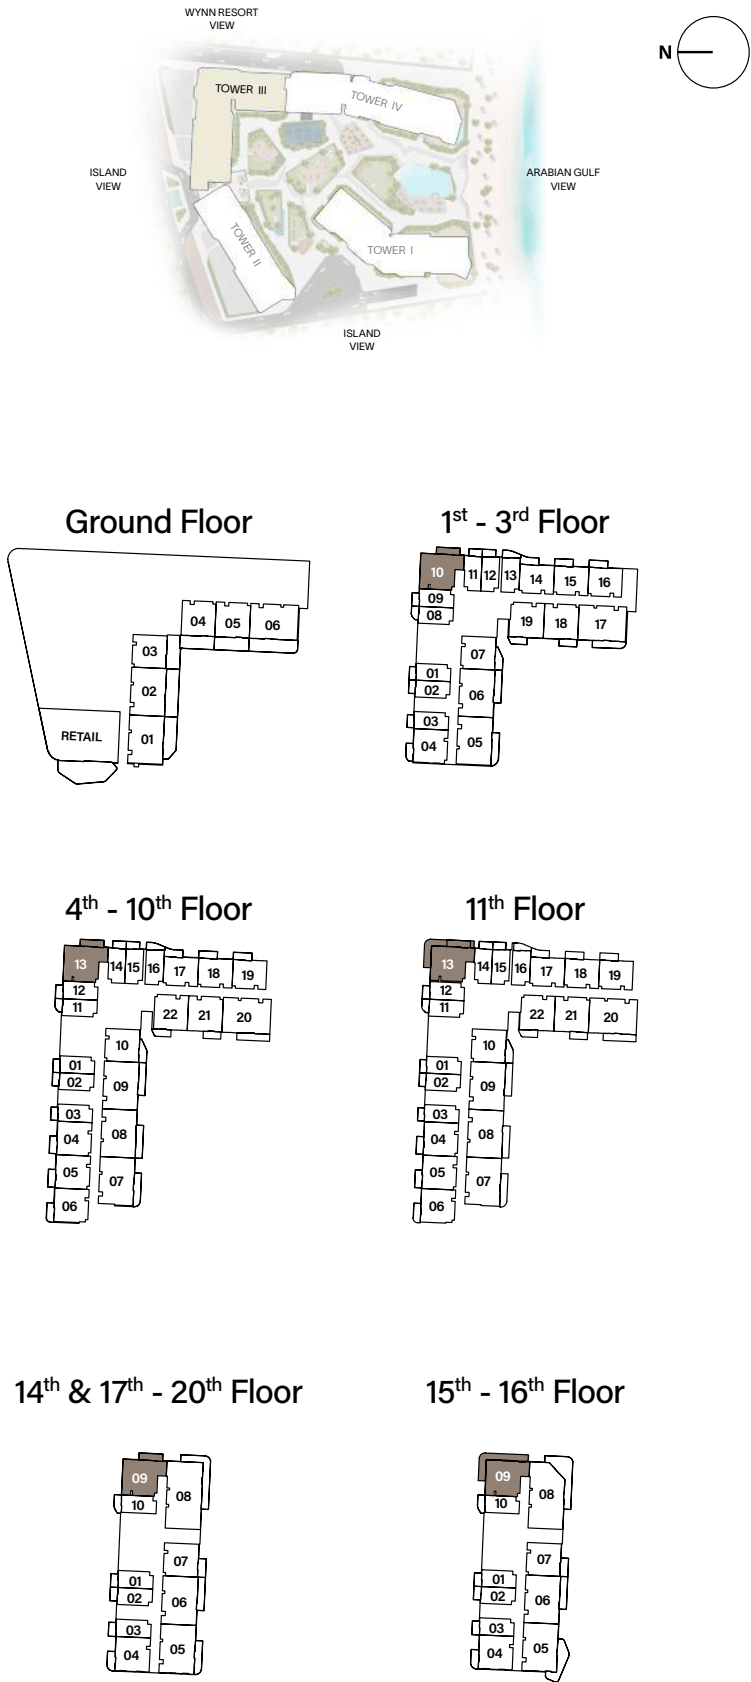 WYNN RESORT
VIEW
N
TOWER III
TOWER IV
ISLAND
VIEW
ARABIAN GULF
VIEW
TOWER II
TOWER I
ISLAND
VIEW
Ground Floor
04 05 06
03
02
01
RETAIL
1st - 3rd Floor
10 11 12 13 14 15 16
09
08
19 18 17
07
01
02
06
03
04
05
4th - 10th Floor
13 14 15 16 17 18 19
12
11
22 21 20
10
01
02
09
03
04
08
05
07
06
11th Floor
13 14 15 16 17 18 19
12
11
22 21 20
10
01
02
09
03
04
08
05
07
06
14th & 17th - 20th Floor
09
08
10
07
01
02
06
03
04
05
15th - 16th Floor
09
08
10
07
01
02
06
03
04
05